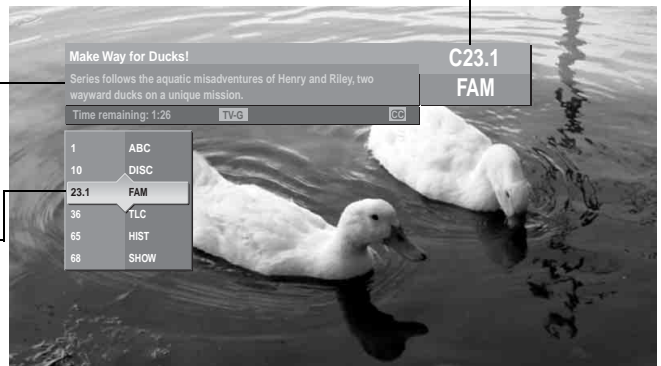 Make Way for Ducks!
C23.1
Series follows the aquatic misadventures of Henry and Riley, two
wayward ducks on a unique mission.
FAM
Time remaining: 1:26 TV-G CC
1 ABC
10 DISC
23.1 FAM
36 TLC
65 HIST
68 SHOW